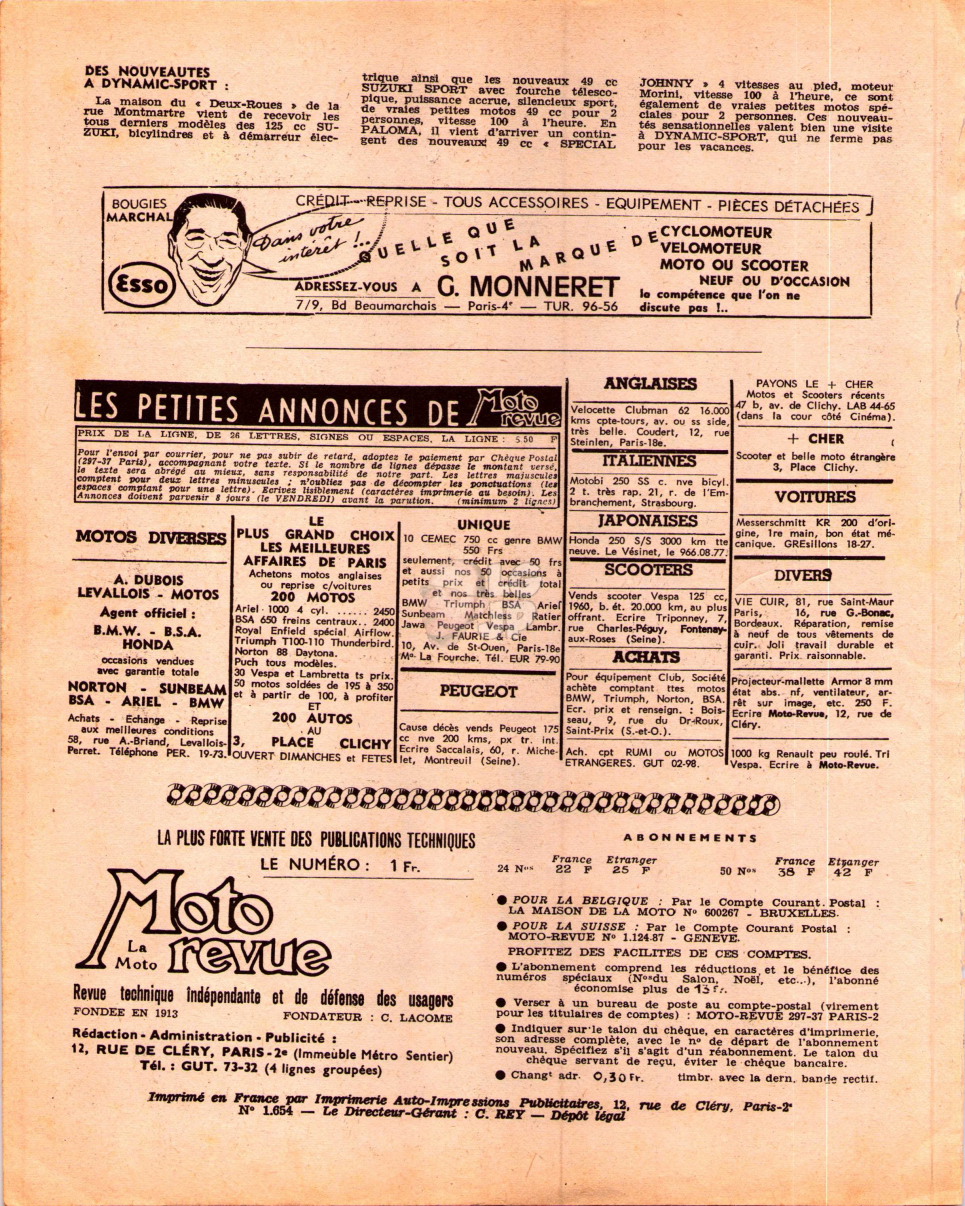 DES NOUVEAUTES
A DYNAMIC-SPORT :
La maison du « Deux-Roues » de la
rue Montmartre vient de recevoir les
tous derniers modèles des 125 cc SU-
ZUKI, bicylindres et à démarreur élec-
trique ainsi que les nouveaux 49 cc
SUZUKI SPORT avec fourche télesco-
pique, puissance accrue, silencieux sport,
de vraies petites motos 49 cc pour 2
personnes, vitesse 100 à l'heure. En
PALOMA, il vient d'arriver un contin-
gent des nouveaux! 49 cc « SPECIAL
JOHNNY » 4 vitesses au pied, moteur
Morini, vitesse 100 à l'heure, ce sont
également de vraies petites motos spé-
ciales pour 2 personnes. Ces nouveau-
tés sensationnelles valent bien une visite
à DYNAMIC-SPORT, qui ne ferme pas
pour les vacances.
BOUGIES
MARCHAL
Esso
Dans votre
intérêt !..
CRÉDIT - REPRISE - TOUS ACCESSOIRES - EQUIPEMENT - PIÈCES DÉTACHÉES
QUELLE QUE
SOIT LA
MARQUE DE
CYCLOMOTEUR
VELOMOTEUR
MOTO OU SCOOTER
NEUF OU D'OCCASION
la compétence que l'on ne
discute pas !..
ADRESSEZ-VOUS A G. MONNERET
7/9, Bd Beaumarchais — Paris-4e — TUR. 96-56
LES PETITES ANNONCES DE Moto revue
PRIX DE LA LIGNE, DE 26 LETTRES, SIGNES OU ESPACES, LA LIGNE : 5.50 F
Pour l'envoi par courrier, pour ne pas subir de retard, adoptez le paiement par Chèque Postal
(297-37 Paris), accompagnant votre texte. Si le nombre de lignes dépasse le montant versé,
le texte sera abrégé au mieux, sans responsabilité de notre part. Les lettres majuscules
comptent pour deux lettres minuscules ; n'oubliez pas de décompter les ponctuations (les
espaces comptant pour une lettre). Ecrivez lisiblement (caractères imprimerie au besoin). Les
Annonces doivent parvenir 8 jours (le VENDREDI) avant la parution. (minimum 2 lignes)
MOTOS DIVERSES
A. DUBOIS
LEVALLOIS - MOTOS
Agent officiel :
B.M.W. - B.S.A.
HONDA
occasions vendues
avec garantie totale
NORTON - SUNBEAM
BSA - ARIEL - BMW
Achats - Echange - Reprise
aux meilleures conditions
58, rue A.-Briand, Levallois-
Perret. Téléphone PER. 19-73.
LE
PLUS GRAND CHOIX
LES MEILLEURES
AFFAIRES DE PARIS
Achetons motos anglaises
ou reprise c/voitures
200 MOTOS
Ariel 1000 4 cyl. ...... 2450
BSA 650 freins centraux.. 2400
Royal Enfield spécial Airflow.
Triumph T100-110 Thunderbird.
Norton 88 Daytona.
Puch tous modèles.
30 Vespa et Lambretta ts prix.
50 motos soldées de 195 à 350
et à partir de 100, à profiter
ET
200 AUTOS
AU
3, PLACE CLICHY
OUVERT DIMANCHES et FETES
UNIQUE
10 CEMEC 750 cc genre BMW
550 Frs
seulement, crédit avec 50 frs
et aussi nos 50 occasions à
petits prix et crédit total
et nos très belles
BMW Triumph BSA Ariel
Sunbeam Matchless Ratier
Jawa Peugeot Vespa Lambr.
J. FAURIE & Cie
10, Av. de St-Ouen, Paris-18e
Mo La Fourche. Tél. EUR 79-90
PEUGEOT
Cause décès vends Peugeot 175
cc nve 200 kms, px tr. int.
Ecrire Saccalais, 60, r. Miche-
let, Montreuil (Seine).
ANGLAISES
Velocette Clubman 62 16.000
kms cpte-tours, av. ou ss side,
très belle. Coudert, 12, rue
Steinlen, Paris-18e.
ITALIENNES
Motobi 250 SS c. nve bicyl.
2 t. très rap. 21, r. de l'Em-
branchement, Strasbourg.
JAPONAISES
Honda 250 S/S 3000 km tte
neuve. Le Vésinet, le 966.08.77.
SCOOTERS
Vends scooter Vespa 125 cc,
1960, b. ét. 20.000 km, au plus
offrant. Ecrire Triponney, 7,
rue Charles-Péguy, Fontenay-
aux-Roses (Seine).
ACHATS
Pour équipement Club, Société
achète comptant ttes motos
BMW, Triumph, Norton, BSA.
Ecr. prix et renseign. : Bois-
seau, 9, rue du Dr-Roux,
Saint-Prix (S.-et-O.).
Ach. cpt RUMI ou MOTOS
ETRANGERES. GUT 02-98.
PAYONS LE + CHER
Motos et Scooters récents
47 b, av. de Clichy. LAB 44-65
(dans la cour côté Cinéma).
+ CHER
Scooter et belle moto étrangère
3, Place Clichy.
VOITURES
Messerschmitt KR 200 d'ori-
gine, 1re main, bon état mé-
canique. GREsillons 18-27.
DIVERS
VIE CUIR, 81, rue Saint-Maur
Paris, 16, rue G.-Bonac,
Bordeaux. Réparation, remise
à neuf de tous vêtements de
cuir. Joli travail durable et
garanti. Prix raisonnable.
Projecteur-mallette Armor 8 mm
état abs. nf, ventilateur, ar-
rêt sur image, etc. 250 F.
Ecrire Moto-Revue, 12, rue de
Cléry.
1000 kg Renault peu roulé. Tri
Vespa. Ecrire à Moto-Revue.
LA PLUS FORTE VENTE DES PUBLICATIONS TECHNIQUES
LE NUMÉRO : 1 Fr.
La Moto
Moto revue
Revue technique indépendante et de défense des usagers
FONDEE EN 1913 FONDATEUR : C. LACOME
Rédaction - Administration - Publicité :
12, RUE DE CLÉRY, PARIS-2e (Immeuble Métro Sentier)
Tél. : GUT. 73-32 (4 lignes groupées)
ABONNEMENTS
France Etranger France Etranger
24 Nos 22 F 25 F 50 Nos 38 F 42 F
● POUR LA BELGIQUE : Par le Compte Courant Postal :
LA MAISON DE LA MOTO No 600267 - BRUXELLES.
● POUR LA SUISSE : Par le Compte Courant Postal :
MOTO-REVUE No 1.124.87 - GENEVE.
PROFITEZ DES FACILITES DE CES COMPTES.
● L'abonnement comprend les réductions et le bénéfice des
numéros spéciaux (Nos du Salon, Noël, etc...), l'abonné
économise plus de 15 fr.
● Verser à un bureau de poste au compte-postal (virement
pour les titulaires de comptes) : MOTO-REVUE 297-37 PARIS-2
● Indiquer sur le talon du chèque, en caractères d'imprimerie,
son adresse complète, avec le no de départ de l'abonnement
nouveau. Spécifiez s'il s'agit d'un réabonnement. Le talon du
chèque servant de reçu, éviter le chèque bancaire.
● Changt adr. 0,30 Fr. timbr. avec la dern. bande rectif.
Imprimé en France par Imprimerie Auto-Impressions Publicitaires, 12, rue de Cléry, Paris-2e
No 1.654 — Le Directeur-Gérant : C. REY — Dépôt légal